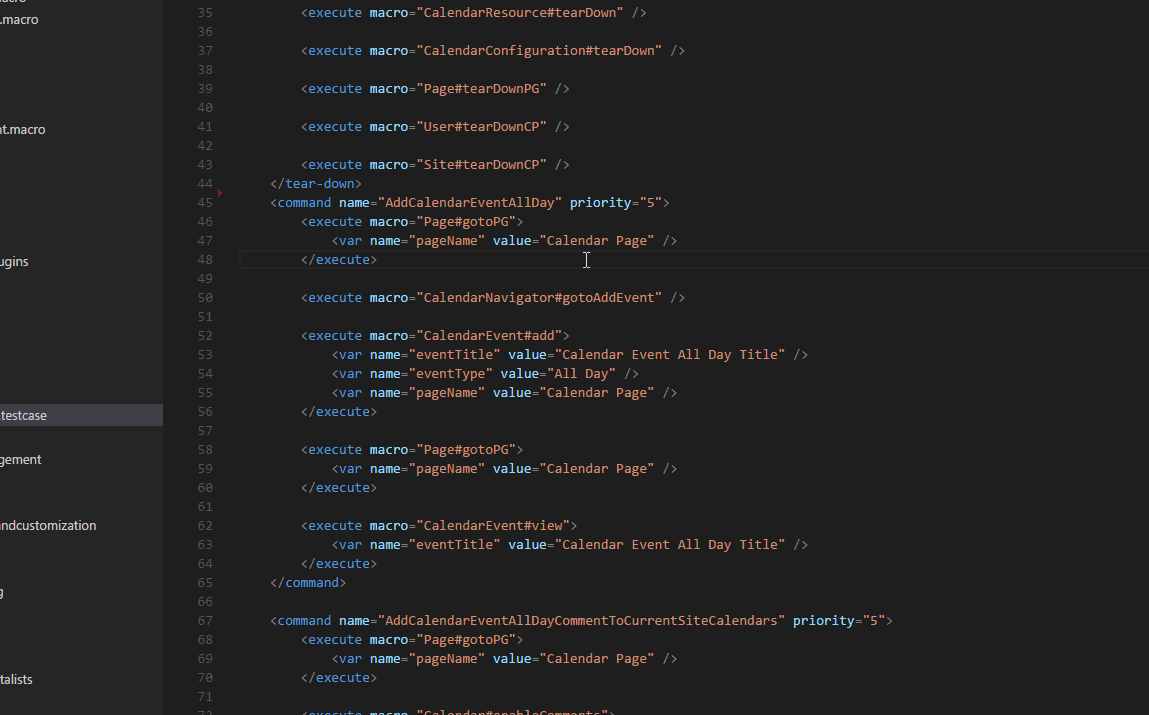 .macro
nt.macro
ugins
testcase
gement
ndcustomization
g
talists
35 <execute macro="CalendarResource#tearDown" />
36
37 <execute macro="CalendarConfiguration#tearDown" />
38
39 <execute macro="Page#tearDownPG" />
40
41 <execute macro="User#tearDownCP" />
42
43 <execute macro="Site#tearDownCP" />
44 </tear-down>
45 <command name="AddCalendarEventAllDay" priority="5">
46 <execute macro="Page#gotoPG">
47 <var name="pageName" value="Calendar Page" />
48 </execute>
49
50 <execute macro="CalendarNavigator#gotoAddEvent" />
51
52 <execute macro="CalendarEvent#add">
53 <var name="eventTitle" value="Calendar Event All Day Title" />
54 <var name="eventType" value="All Day" />
55 <var name="pageName" value="Calendar Page" />
56 </execute>
57
58 <execute macro="Page#gotoPG">
59 <var name="pageName" value="Calendar Page" />
60 </execute>
61
62 <execute macro="CalendarEvent#view">
63 <var name="eventTitle" value="Calendar Event All Day Title" />
64 </execute>
65 </command>
66
67 <command name="AddCalendarEventAllDayCommentToCurrentSiteCalendars" priority="5">
68 <execute macro="Page#gotoPG">
69 <var name="pageName" value="Calendar Page" />
70 </execute>
71
72 <execute macro="Calendar#enableComments">